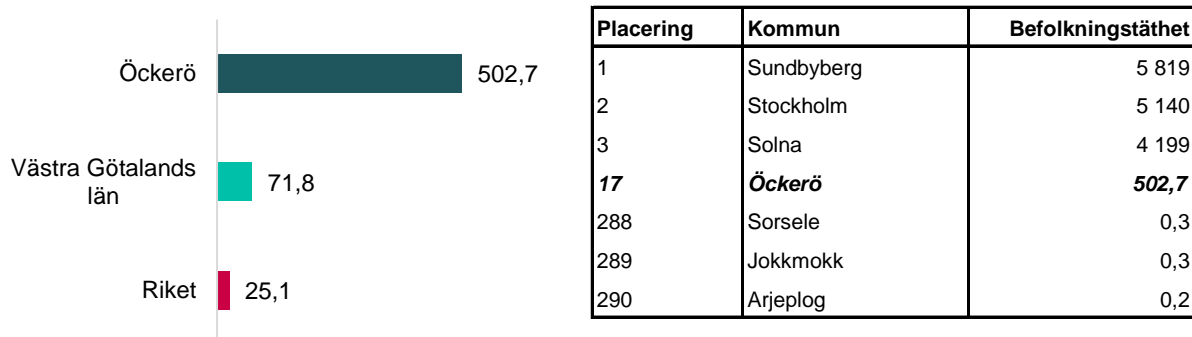 Öckerö 502,7
Västra Götalands
län 71,8
Riket 25,1
Placering Kommun Befolkningstäthet
1 Sundbyberg 5 819
2 Stockholm 5 140
3 Solna 4 199
17 Öckerö 502,7
288 Sorsele 0,3
289 Jokkmokk 0,3
290 Arjeplog 0,2